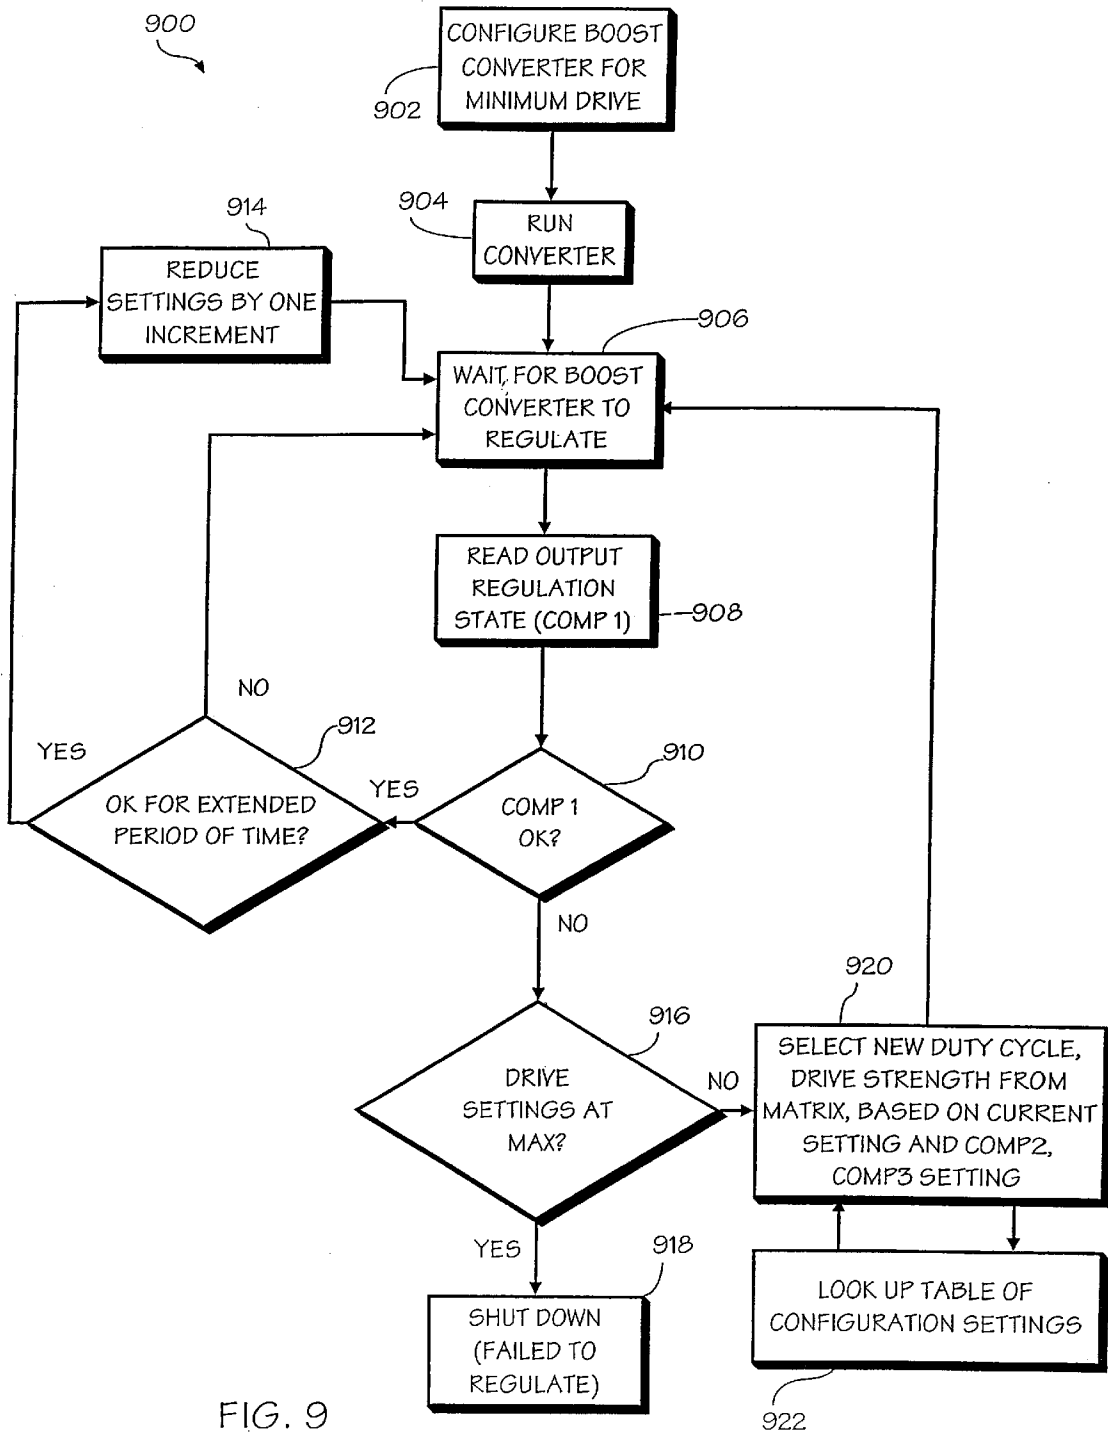 900
CONFIGURE BOOST
CONVERTER FOR
MINIMUM DRIVE
902
904
RUN
CONVERTER
914
REDUCE
SETTINGS BY ONE
INCREMENT
906
WAIT, FOR BOOST
CONVERTER TO
REGULATE
READ OUTPUT
REGULATION
STATE (COMP 1)
908
NO
912
YES
OK FOR EXTENDED
PERIOD OF TIME?
YES
910
COMP 1
OK?
NO
916
DRIVE
SETTINGS AT
MAX?
NO
920
SELECT NEW DUTY CYCLE,
DRIVE STRENGTH FROM
MATRIX, BASED ON CURRENT
SETTING AND COMP2,
COMP3 SETTING
YES
918
SHUT DOWN
(FAILED TO
REGULATE)
LOOK UP TABLE OF
CONFIGURATION SETTINGS
922
FIG. 9